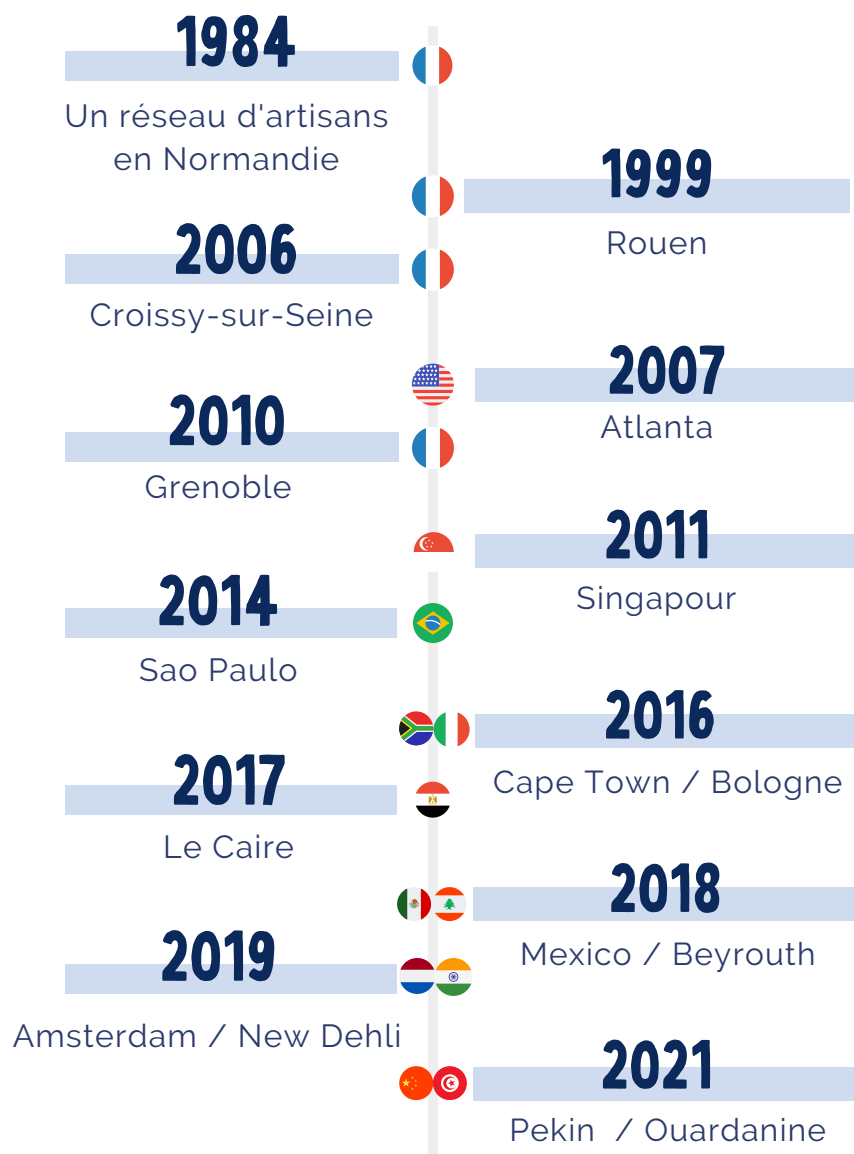 1984
Un réseau d'artisans
en Normandie
1999
Rouen
2006
Croissy-sur-Seine
2007
Atlanta
2010
Grenoble
2011
Singapour
2014
Sao Paulo
2016
Cape Town / Bologne
2017
Le Caire
2018
Mexico / Beyrouth
2019
Amsterdam / New Dehli
2021
Pekin / Ouardanine